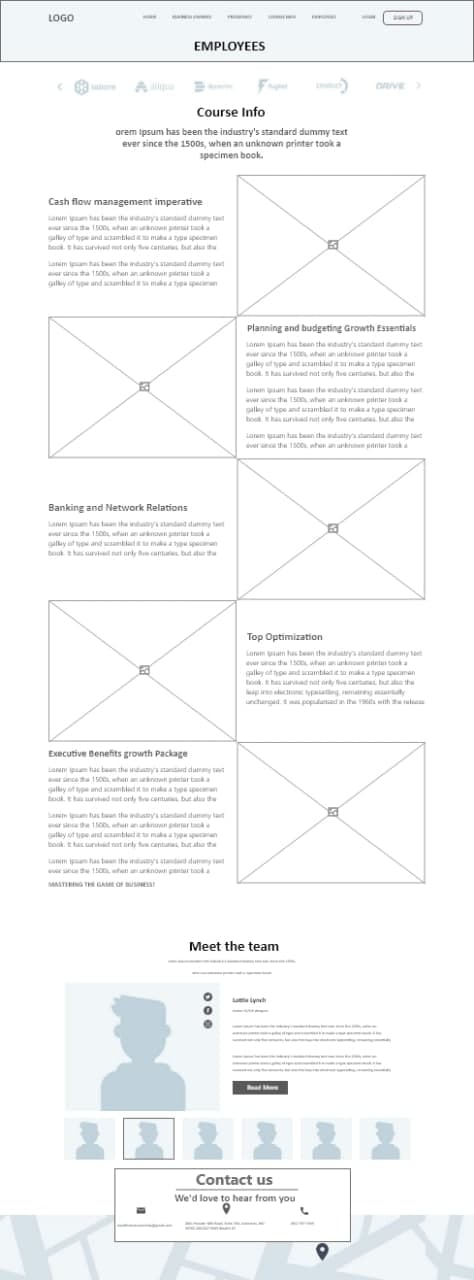 LOGO
HOME
BUSINESS OWNERS
PROGRAMS
COURSE INFO
EMPLOYEES
LOGIN
SIGN UP
EMPLOYEES
aliqua
DRIVE
Course Info
orem Ipsum has been the industry's standard dummy text
ever since the 1500s, when an unknown printer took a
specimen book.
Cash flow management imperative
Lorem Ipsum has been the industry's standard dummy text
ever since the 1500s, when an unknown printer took a
galley of type and scrambled it to make a type specimen
book. It has survived not only five centuries, but also the
Lorem Ipsum has been the industry's standard dummy text
ever since the 1500s, when an unknown printer took a
galley of type and scrambled it to make a type specimen
Planning and budgeting Growth Essentials
Lorem Ipsum has been the industry's standard dummy text
ever since the 1500s, when an unknown printer took a
galley of type and scrambled it to make a type specimen
book. It has survived not only five centuries, but also the
Lorem Ipsum has been the industry's standard dummy text
ever since the 1500s, when an unknown printer took a
galley of type and scrambled it to make a type specimen
book. It has survived not only five centuries, but also the
Lorem Ipsum has been the industry's standard dummy text
ever since the 1500s, when an unknown printer took a
Banking and Network Relations
Lorem Ipsum has been the industry's standard dummy text
ever since the 1500s, when an unknown printer took a
galley of type and scrambled it to make a type specimen
book. It has survived not only five centuries, but also the
Top Optimization
Lorem Ipsum has been the industry's standard dummy text
ever since the 1500s, when an unknown printer took a
galley of type and scrambled it to make a type specimen
book. It has survived not only five centuries, but also the
leap into electronic typesetting, remaining essentially
unchanged. It was popularised in the 1960s with the release
Executive Benefits growth Package
Lorem Ipsum has been the industry's standard dummy text
ever since the 1500s, when an unknown printer took a
galley of type and scrambled it to make a type specimen
book. It has survived not only five centuries, but also the
Lorem Ipsum has been the industry's standard dummy text
ever since the 1500s, when an unknown printer took a
galley of type and scrambled it to make a type specimen
book. It has survived not only five centuries, but also the
Lorem Ipsum has been the industry's standard dummy text
ever since the 1500s, when an unknown printer took a
MASTERING THE GAME OF BUSINESS!
Meet the team
Lottie Lynch
Read More
Contact us
We'd love to hear from you